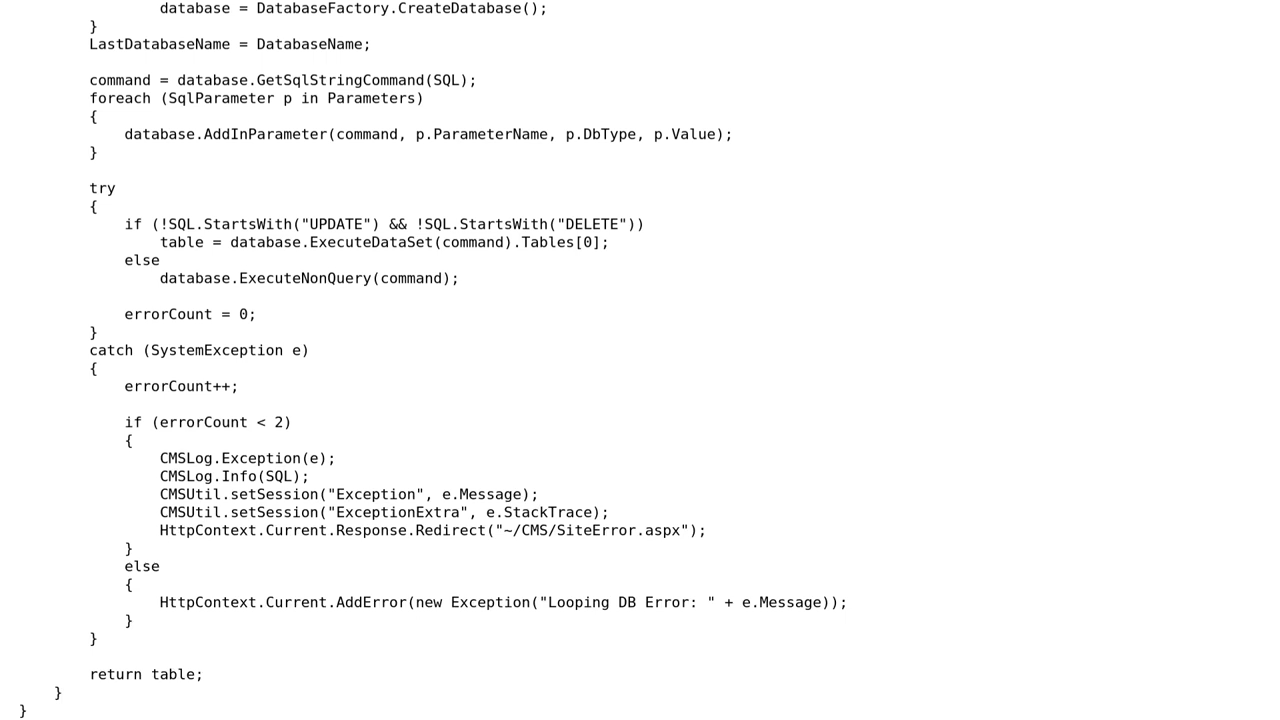 database = DatabaseFactory.CreateDatabase();
}
LastDatabaseName = DatabaseName;
command = database.GetSqlStringCommand(SQL);
foreach (SqlParameter p in Parameters)
{
database.AddInParameter(command, p.ParameterName, p.DbType, p.Value);
}
try
{
if (!SQL.StartsWith("UPDATE") && !SQL.StartsWith("DELETE"))
table = database.ExecuteDataSet(command).Tables[0];
else
database.ExecuteNonQuery(command);
errorCount = 0;
}
catch (SystemException e)
{
errorCount++;
if (errorCount < 2)
{
CMSLog.Exception(e);
CMSLog.Info(SQL);
CMSUtil.setSession("Exception", e.Message);
CMSUtil.setSession("ExceptionExtra", e.StackTrace);
HttpContext.Current.Response.Redirect("~/CMS/SiteError.aspx");
}
else
{
HttpContext.Current.AddError(new Exception("Looping DB Error: " + e.Message));
}
}
return table;
}
}